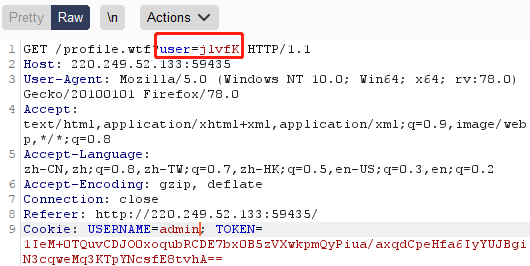 Pretty Raw \n Actions
1 GET /profile.wtf?user=jlvfK HTTP/1.1
2 Host: 220.249.52.133:59435
3 User-Agent: Mozilla/5.0 (Windows NT 10.0; Win64; x64; rv:78.0)
Gecko/20100101 Firefox/78.0
4 Accept:
text/html,application/xhtml+xml,application/xml;q=0.9,image/web
p,*/*;q=0.8
5 Accept-Language:
zh-CN,zh;q=0.8,zh-TW;q=0.7,zh-HK;q=0.5,en-US;q=0.3,en;q=0.2
6 Accept-Encoding: gzip, deflate
7 Connection: close
8 Referer: http://220.249.52.133:59435/
9 Cookie: USERNAME=admin; TOKEN=
1IeM+0TQuvCDJO0xoqubRCDE7bx0B5zVXwkpmQyPiua/axqdCpeHfa6IyYUJBgi
N3cqweMq3KTpYNcsfE8tvhA==